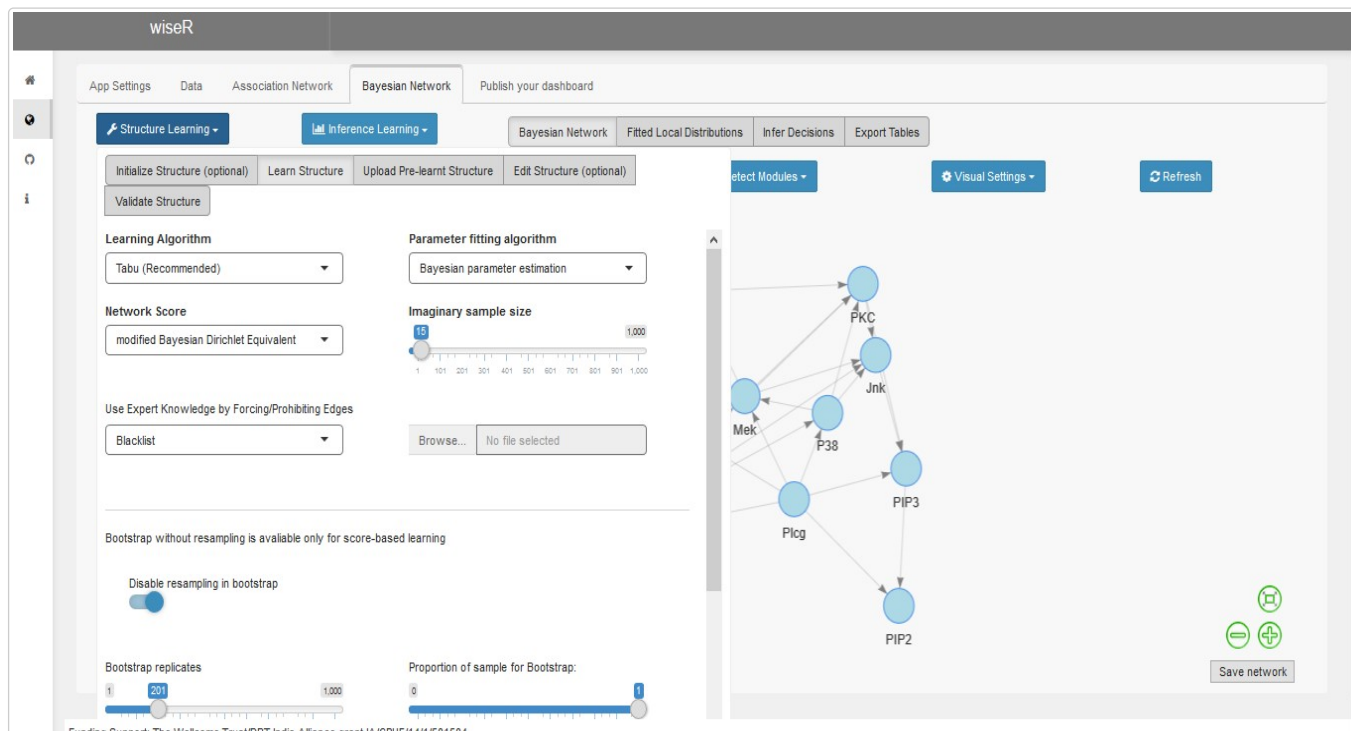 wiseR
App Settings Data Association Network Bayesian Network Publish your dashboard
Structure Learning Inference Learning Bayesian Network Fitted Local Distributions Infer Decisions Export Tables
Initialize Structure (optional) Learn Structure Upload Pre-learnt Structure Edit Structure (optional)
etect Modules Visual Settings Refresh
Validate Structure
Learning Algorithm Parameter fitting algorithm
Tabu (Recommended) Bayesian parameter estimation
Network Score Imaginary sample size
modified Bayesian Dirichlet Equivalent 15 1,000
1 101 201 301 401 501 601 701 801 901 1,000
Use Expert Knowledge by Forcing/Prohibiting Edges
Blacklist Browse... No file selected
Bootstrap without resampling is avaliable only for score-based learning
Disable resampling in bootstrap
Bootstrap replicates Proportion of sample for Bootstrap:
1 201 1,000 0 1
PKC
Jnk
Mek
P38
PIP3
Plcg
PIP2
Save network